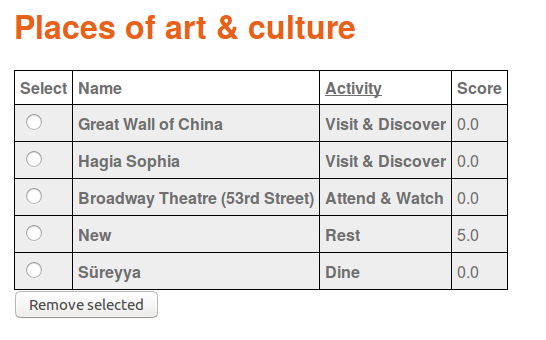 Places of art & culture
Select Name Activity Score
Great Wall of China Visit & Discover 0.0
Hagia Sophia Visit & Discover 0.0
Broadway Theatre (53rd Street) Attend & Watch 0.0
New Rest 5.0
Süreyya Dine 0.0
Remove selected